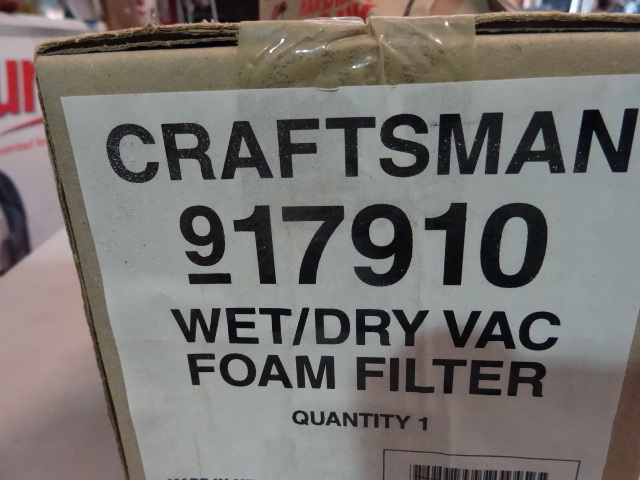 CRAFTSMAN
917910
WET/DRY VAC
FOAM FILTER
QUANTITY 1